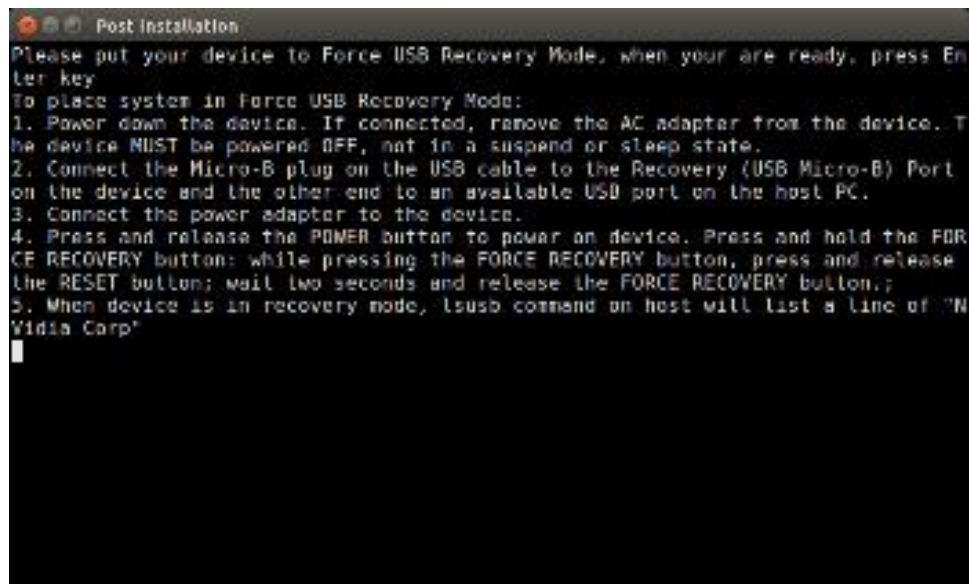 Post Installation
Please put your device to Force USB Recovery Mode, when your are ready, press En
ter key
To place system in Force USB Recovery Mode:
1. Power down the device. If connected, remove the AC adapter from the device. T
he device MUST be powered OFF, not in a suspend or sleep state.
2. Connect the Micro-B plug on the USB cable to the Recovery (USB Micro-B) Port
on the device and the other end to an available USB port on the host PC.
3. Connect the power adapter to the device.
4. Press and release the POWER button to power on device. Press and hold the FOR
CE RECOVERY button: while pressing the FORCE RECOVERY button, press and release
the RESET button; wait two seconds and release the FORCE RECOVERY button.;
5. When device is in recovery mode, lsusb command on host will list a line of "N
Vidia Corp"